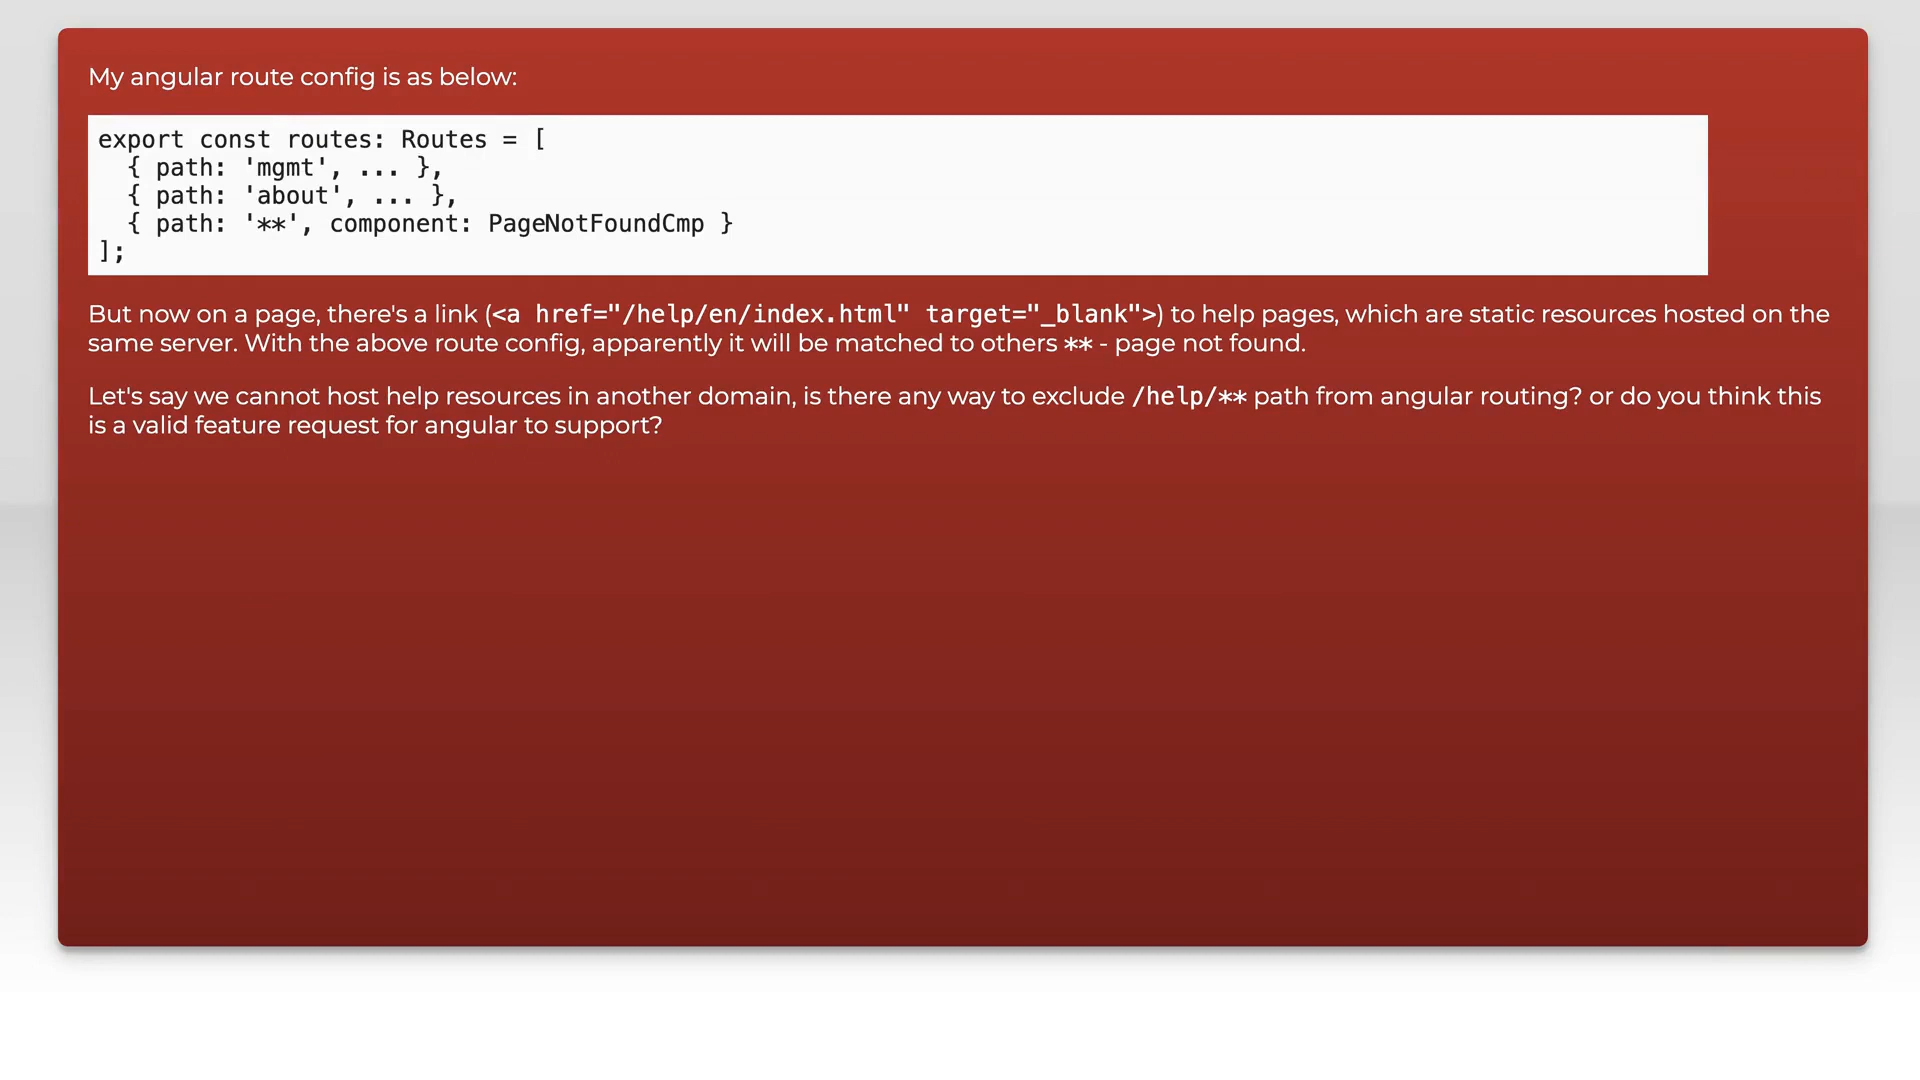 My angular route config is as below:
export const routes: Routes = [
  { path: 'mgmt', ... },
  { path: 'about', ... },
  { path: '**', component: PageNotFoundCmp }
];
But now on a page, there's a link (<a href="/help/en/index.html" target="_blank">) to help pages, which are static resources hosted on the
same server. With the above route config, apparently it will be matched to others ** - page not found.
Let's say we cannot host help resources in another domain, is there any way to exclude /help/** path from angular routing? or do you think this
is a valid feature request for angular to support?